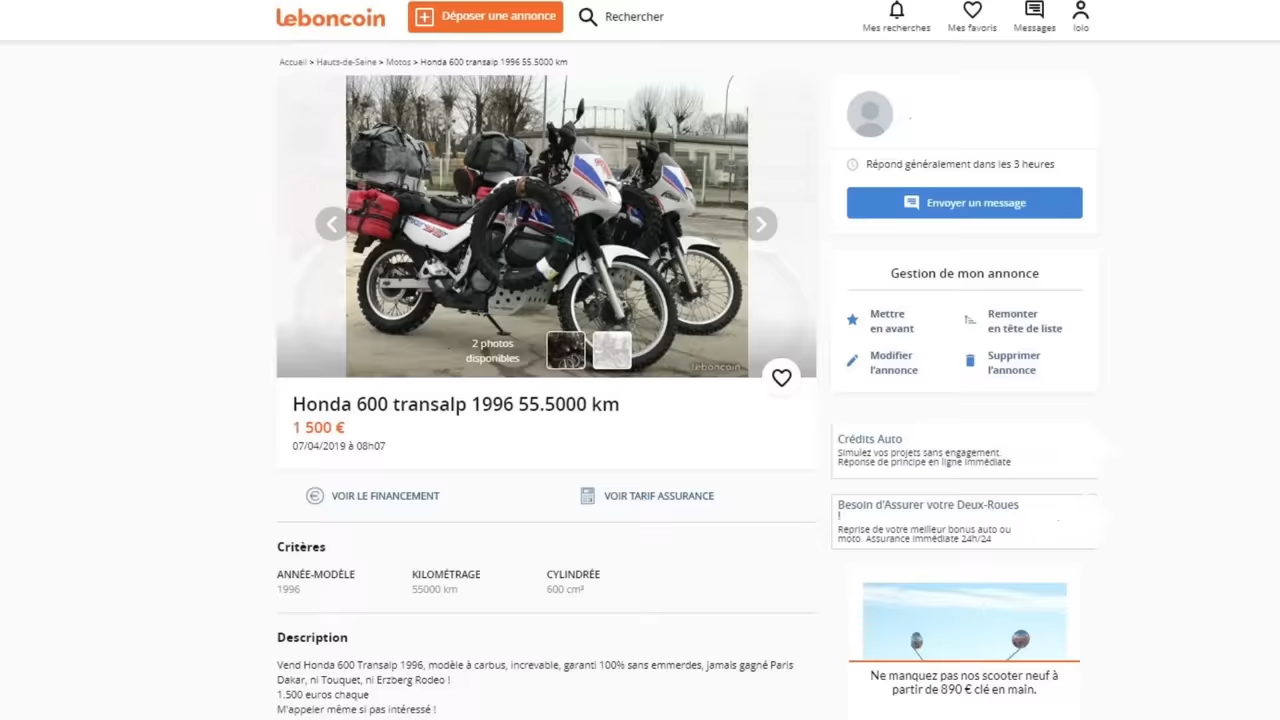 leboncoin
Déposer une annonce
Rechercher
Mes recherches
Mes favoris
Messages
lolo
Accueil > Hauts-de-Seine > Motos > Honda 600 transalp 1996 55.5000 km
2 photos
disponibles
leboncoin
Honda 600 transalp 1996 55.5000 km
1 500 €
07/04/2019 à 08h07
VOIR LE FINANCEMENT
VOIR TARIF ASSURANCE
Critères
ANNÉE-MODÈLE
KILOMÉTRAGE
CYLINDRÉE
1996
55000 km
600 cm³
Description
Vend Honda 600 Transalp 1996, modèle à carbus, increvable, garanti 100% sans emmerdes, jamais gagné Paris
Dakar, ni Touquet, ni Erzberg Rodeo !
1.500 euros chaque
M'appeler même si pas intéressé !
Répond généralement dans les 3 heures
Envoyer un message
Gestion de mon annonce
Mettre
en avant
Remonter
en tête de liste
Modifier
l'annonce
Supprimer
l'annonce
Crédits Auto
Simulez vos projets sans engagement.
Réponse de principe en ligne immédiate
Besoin d'Assurer votre Deux-Roues
!
Reprise de votre meilleur bonus auto ou
moto. Assurance immédiate 24h/24
Ne manquez pas nos scooter neuf à
partir de 890 € clé en main.